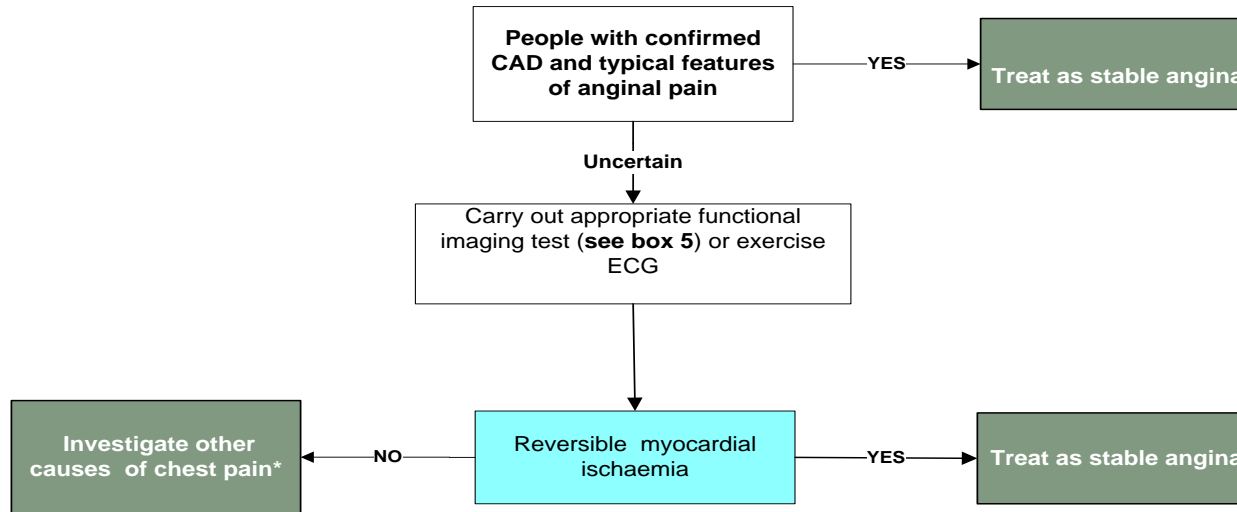 People with confirmed
CAD and typical features
of anginal pain
YES
Treat as stable angina
Uncertain
Carry out appropriate functional
imaging test (see box 5) or exercise
ECG
Investigate other
causes of chest pain*
NO
Reversible myocardial
ischaemia
YES
Treat as stable angina